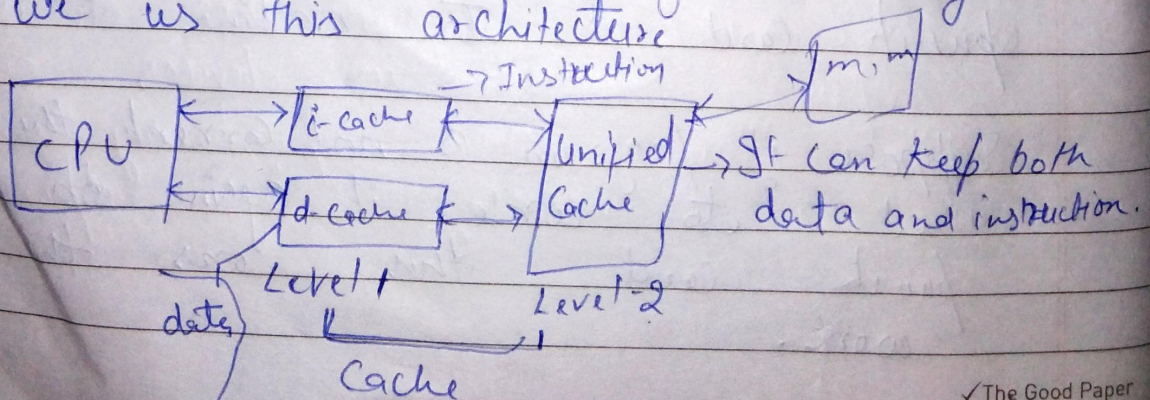 we us this architecture
→ Instruction
m.m
CPU
i-cache
Unified
Cache
→ It can keep both
data and instruction.
d-cache
Level 1
Level-2
data
Cache
✓The Good Paper